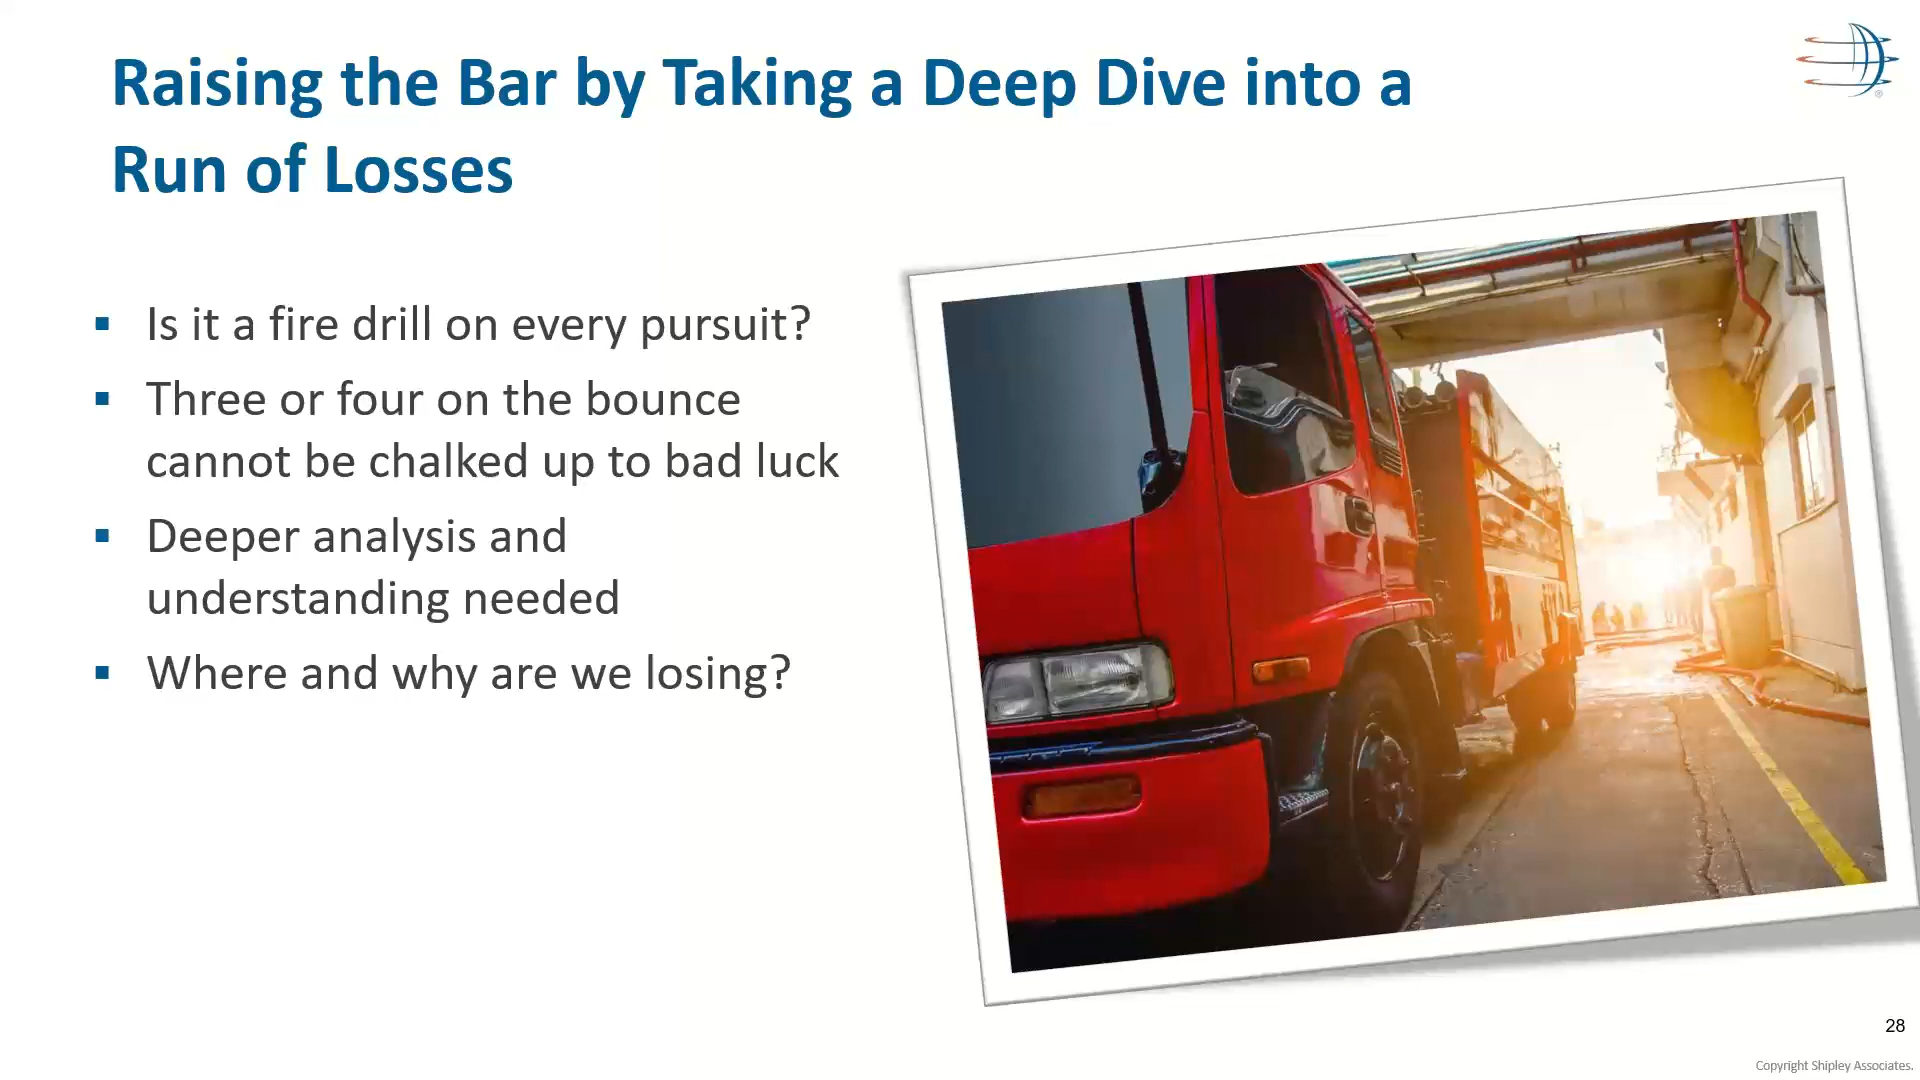 Raising the Bar by Taking a Deep Dive into a
Run of Losses
▪ Is it a fire drill on every pursuit?
▪ Three or four on the bounce
cannot be chalked up to bad luck
▪ Deeper analysis and
understanding needed
▪ Where and why are we losing?
®
28
Copyright Shipley Associates.